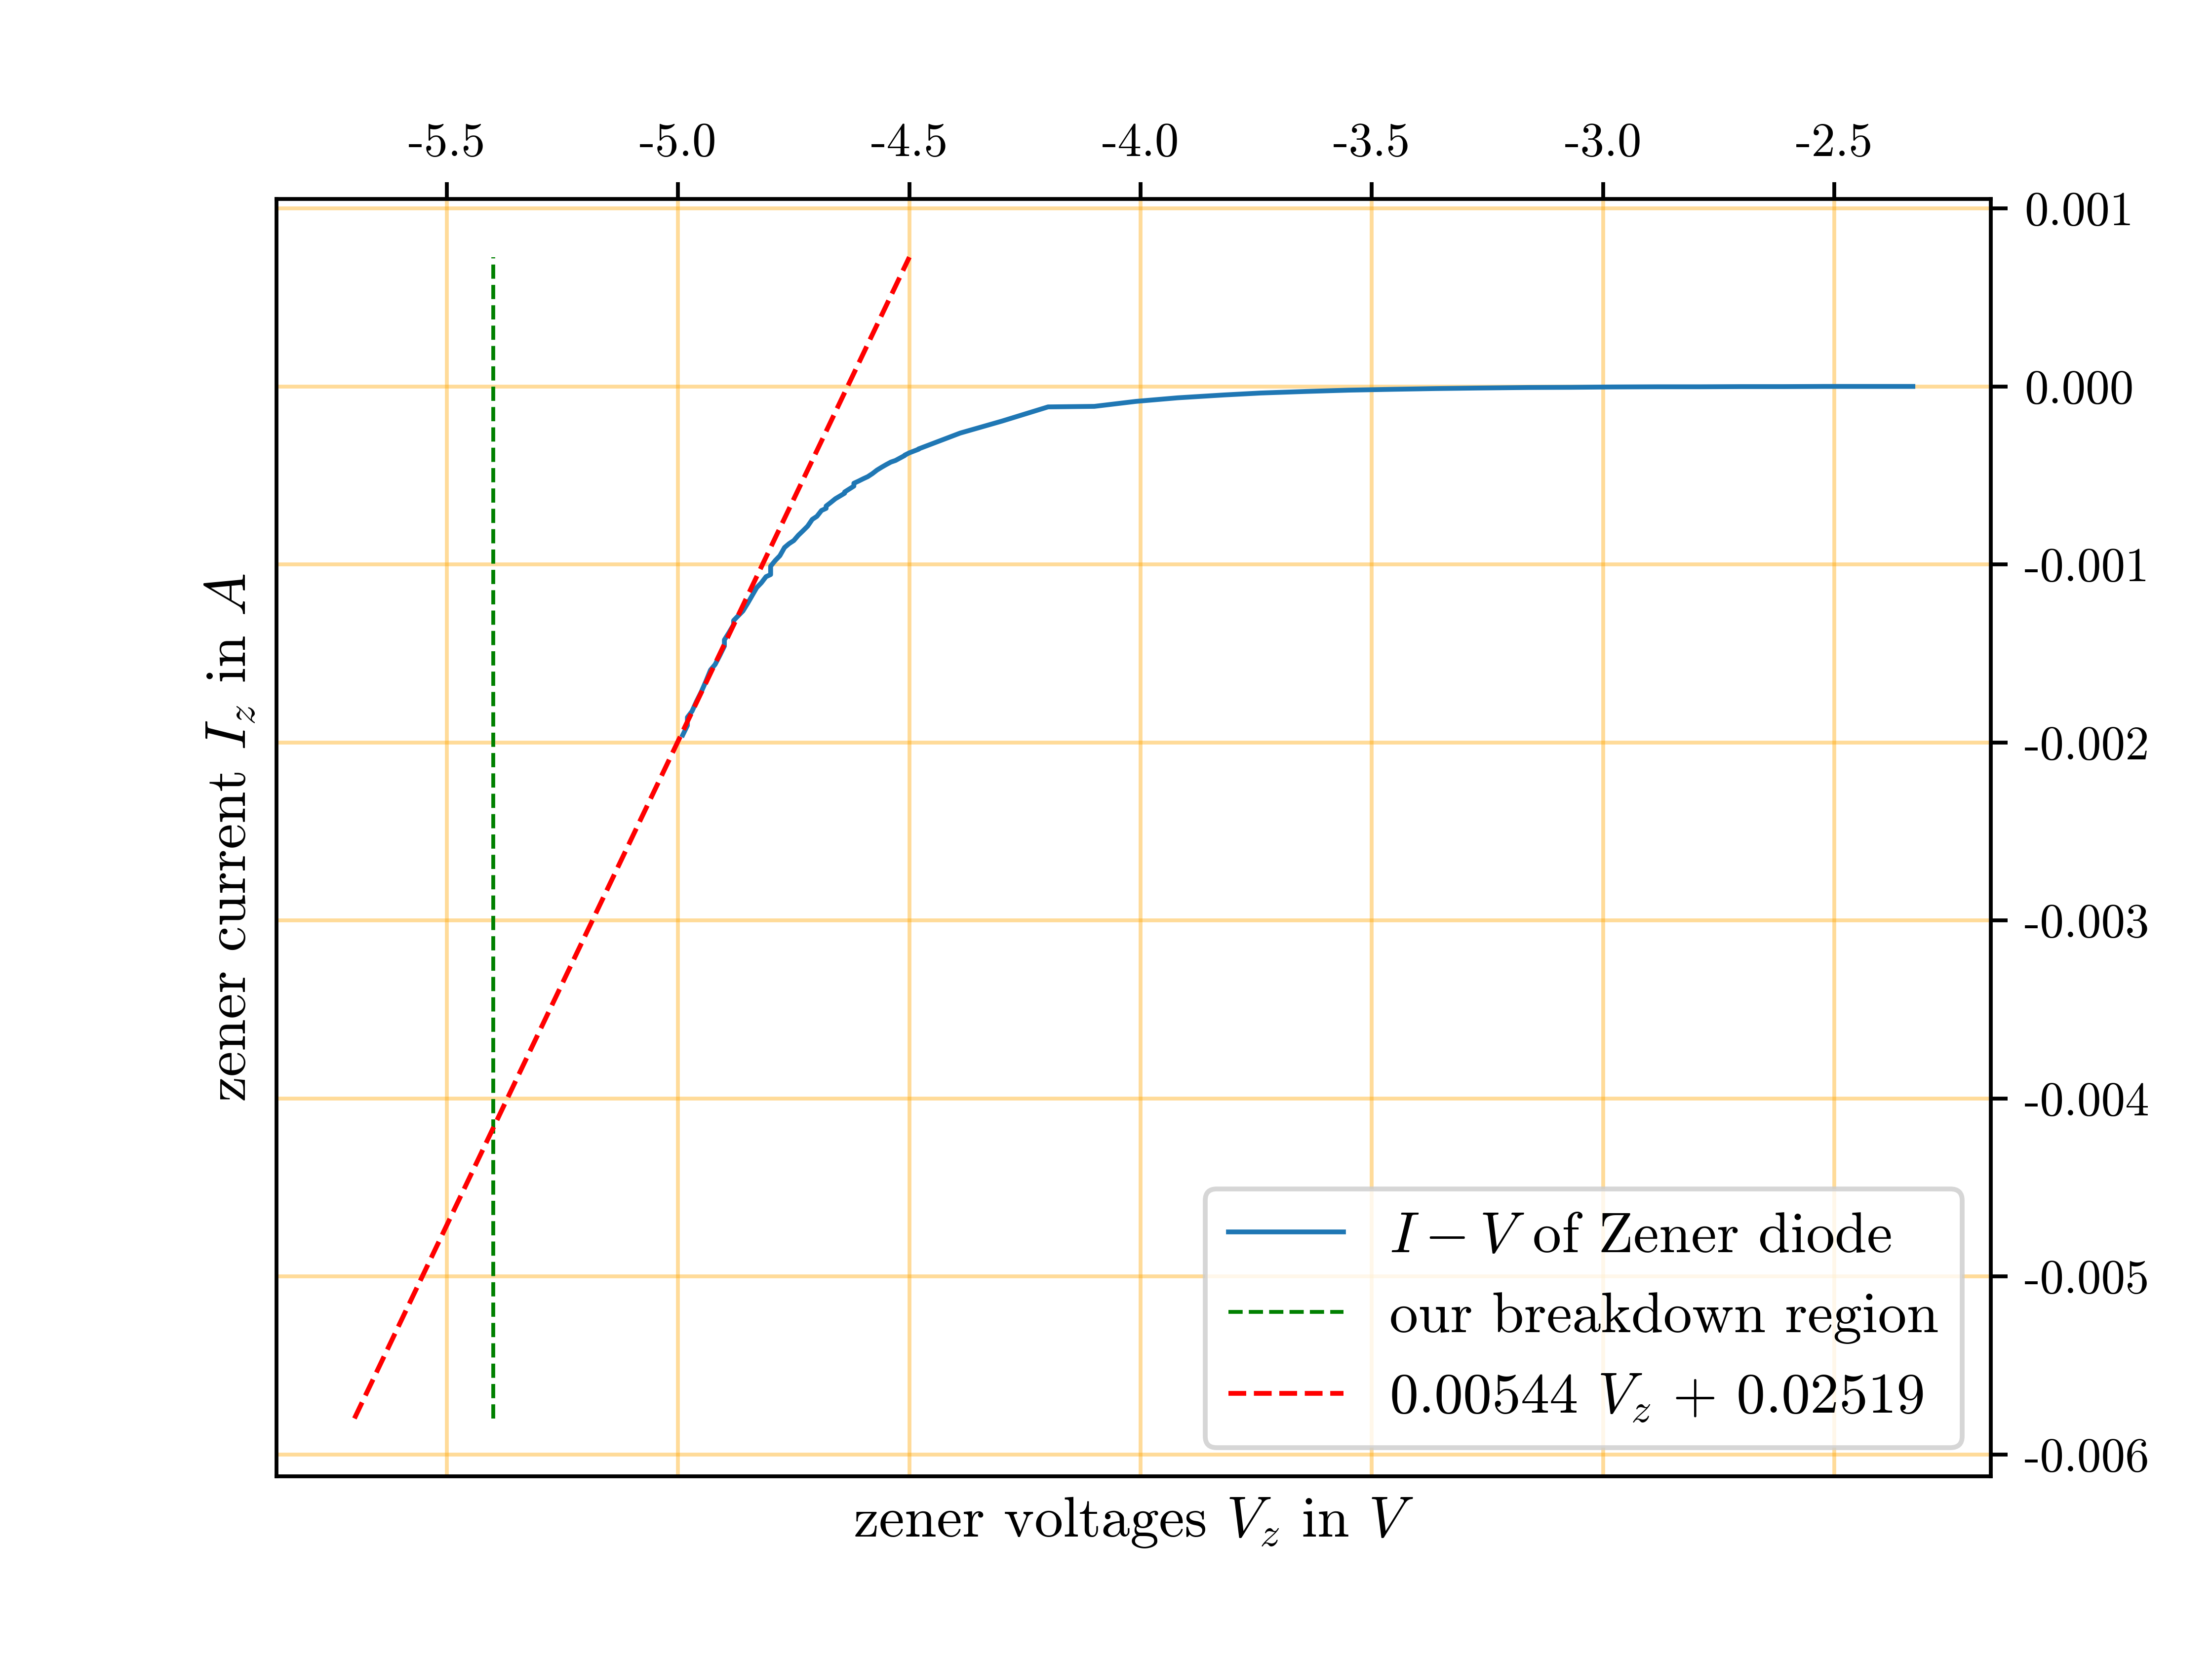 -5.5 -5.0 -4.5 -4.0 -3.5 -3.0 -2.5
0.001
0.000
-0.001
-0.002
-0.003
-0.004
-0.005
-0.006
zener current I_z in A
I − V of Zener diode
our breakdown region
0.00544 V_z + 0.02519
zener voltages V_z in V